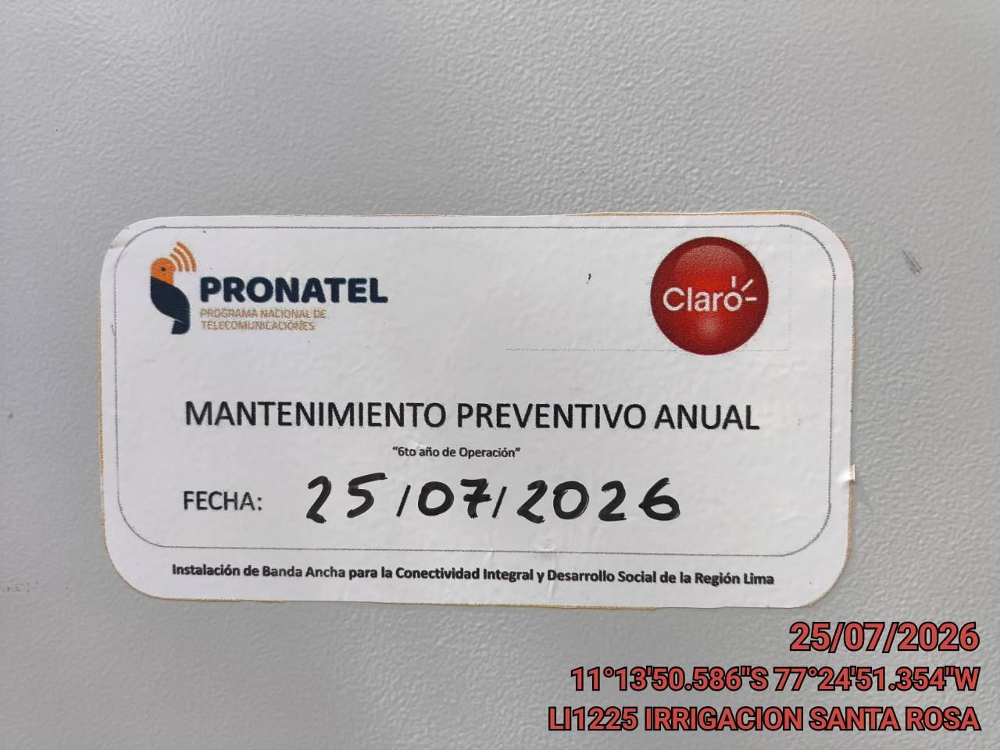 PRONATEL
PROGRAMA NACIONAL DE
TELECOMUNICACIONES
Claro
MANTENIMIENTO PREVENTIVO ANUAL
"6to año de Operación"
FECHA: 25/07/2026
Instalación de Banda Ancha para la Conectividad Integral y Desarrollo Social de la Región Lima
25/07/2026
11°13'50.586"S 77°24'51.354"W
LI1225 IRRIGACION SANTA ROSA